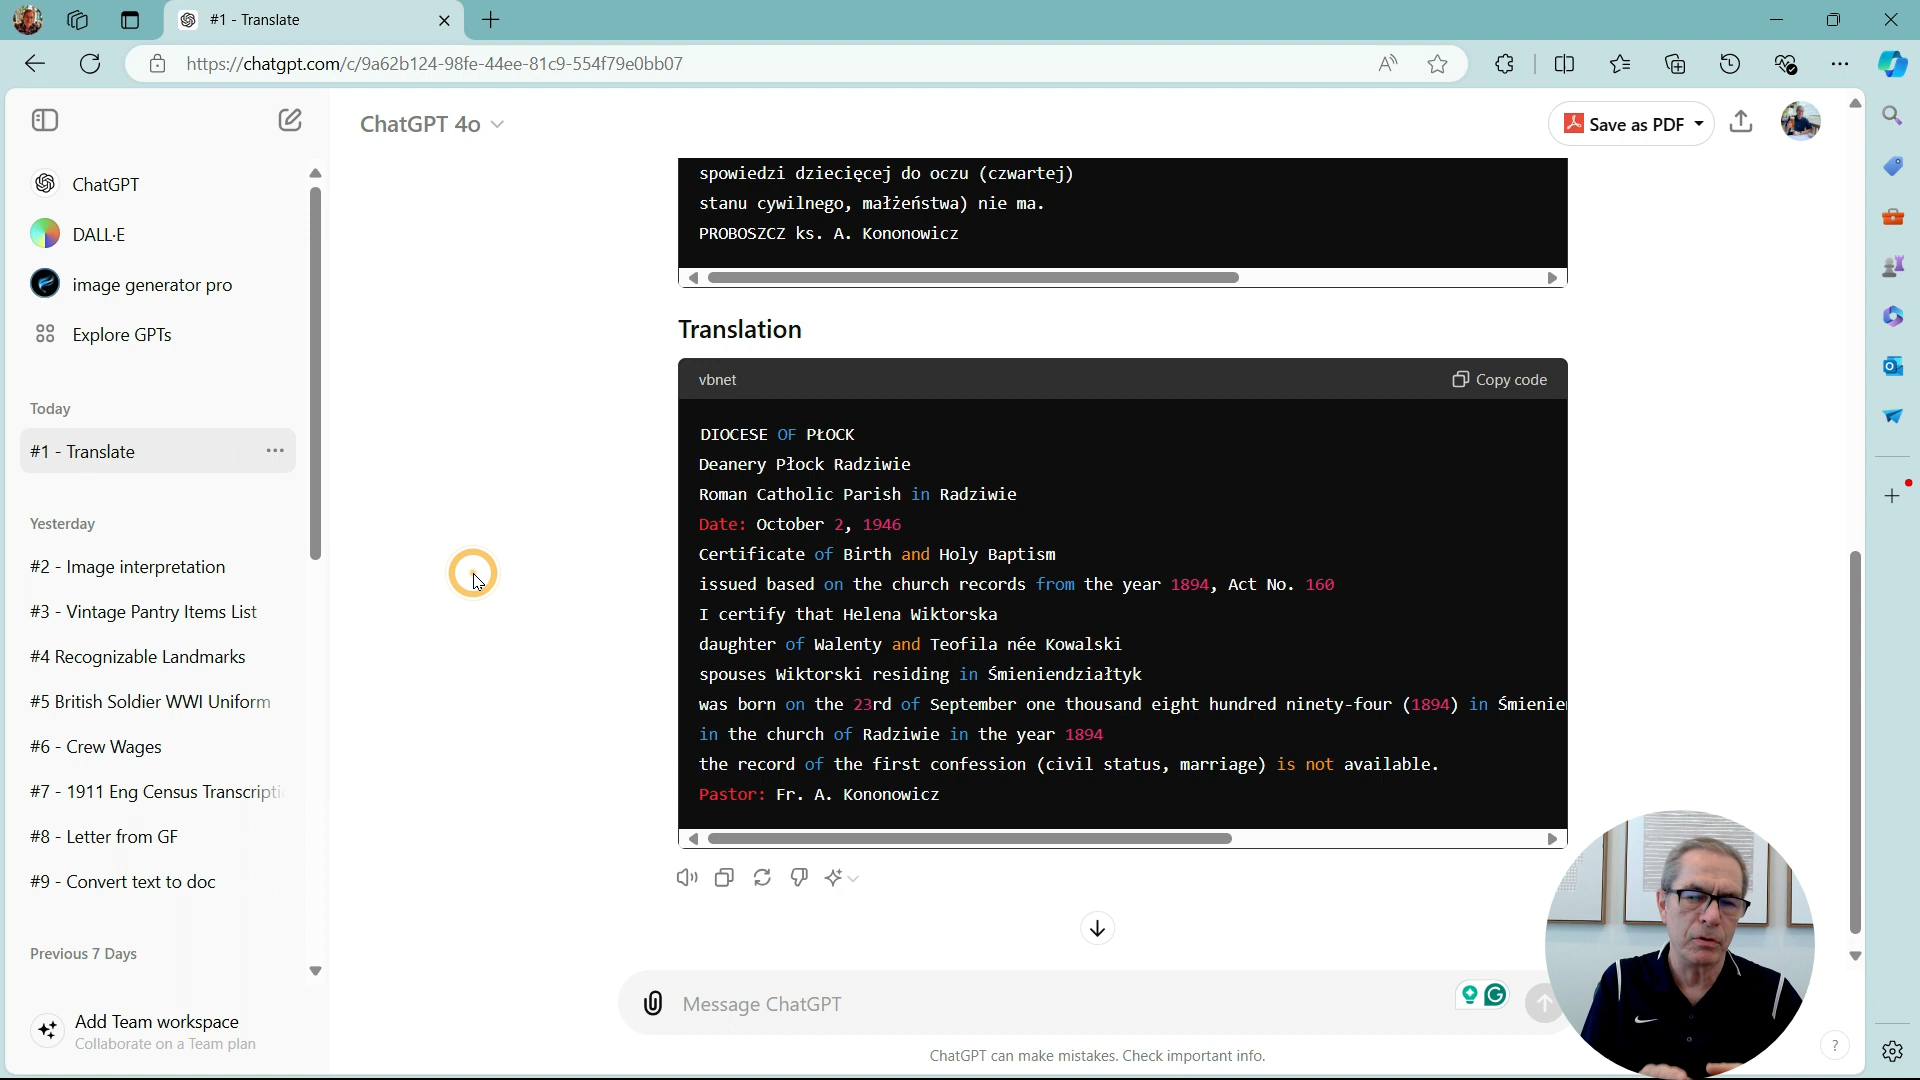 #1 - Translate
https://chatgpt.com/c/9a62b124-98fe-44ee-81c9-554f79e0bb07
ChatGPT 4o
Save as PDF
ChatGPT
DALL·E
image generator pro
Explore GPTs
Today
#1 - Translate
Yesterday
#2 - Image interpretation
#3 - Vintage Pantry Items List
#4 Recognizable Landmarks
#5 British Soldier WWI Uniform
#6 - Crew Wages
#7 - 1911 Eng Census Transcripti
#8 - Letter from GF
#9 - Convert text to doc
Previous 7 Days
Add Team workspace
Collaborate on a Team plan
spowiedzi dziecięcej do oczu (czwartej)
stanu cywilnego, małżeństwa) nie ma.
PROBOSZCZ ks. A. Kononowicz
Translation
vbnet
Copy code
DIOCESE OF PŁOCK
Deanery Płock Radziwie
Roman Catholic Parish in Radziwie
Date: October 2, 1946
Certificate of Birth and Holy Baptism
issued based on the church records from the year 1894, Act No. 160
I certify that Helena Wiktorska
daughter of Walenty and Teofila née Kowalski
spouses Wiktorski residing in Śmieniendziałtyk
was born on the 23rd of September one thousand eight hundred ninety-four (1894) in Śmienie
in the church of Radziwie in the year 1894
the record of the first confession (civil status, marriage) is not available.
Pastor: Fr. A. Kononowicz
Message ChatGPT
ChatGPT can make mistakes. Check important info.
?